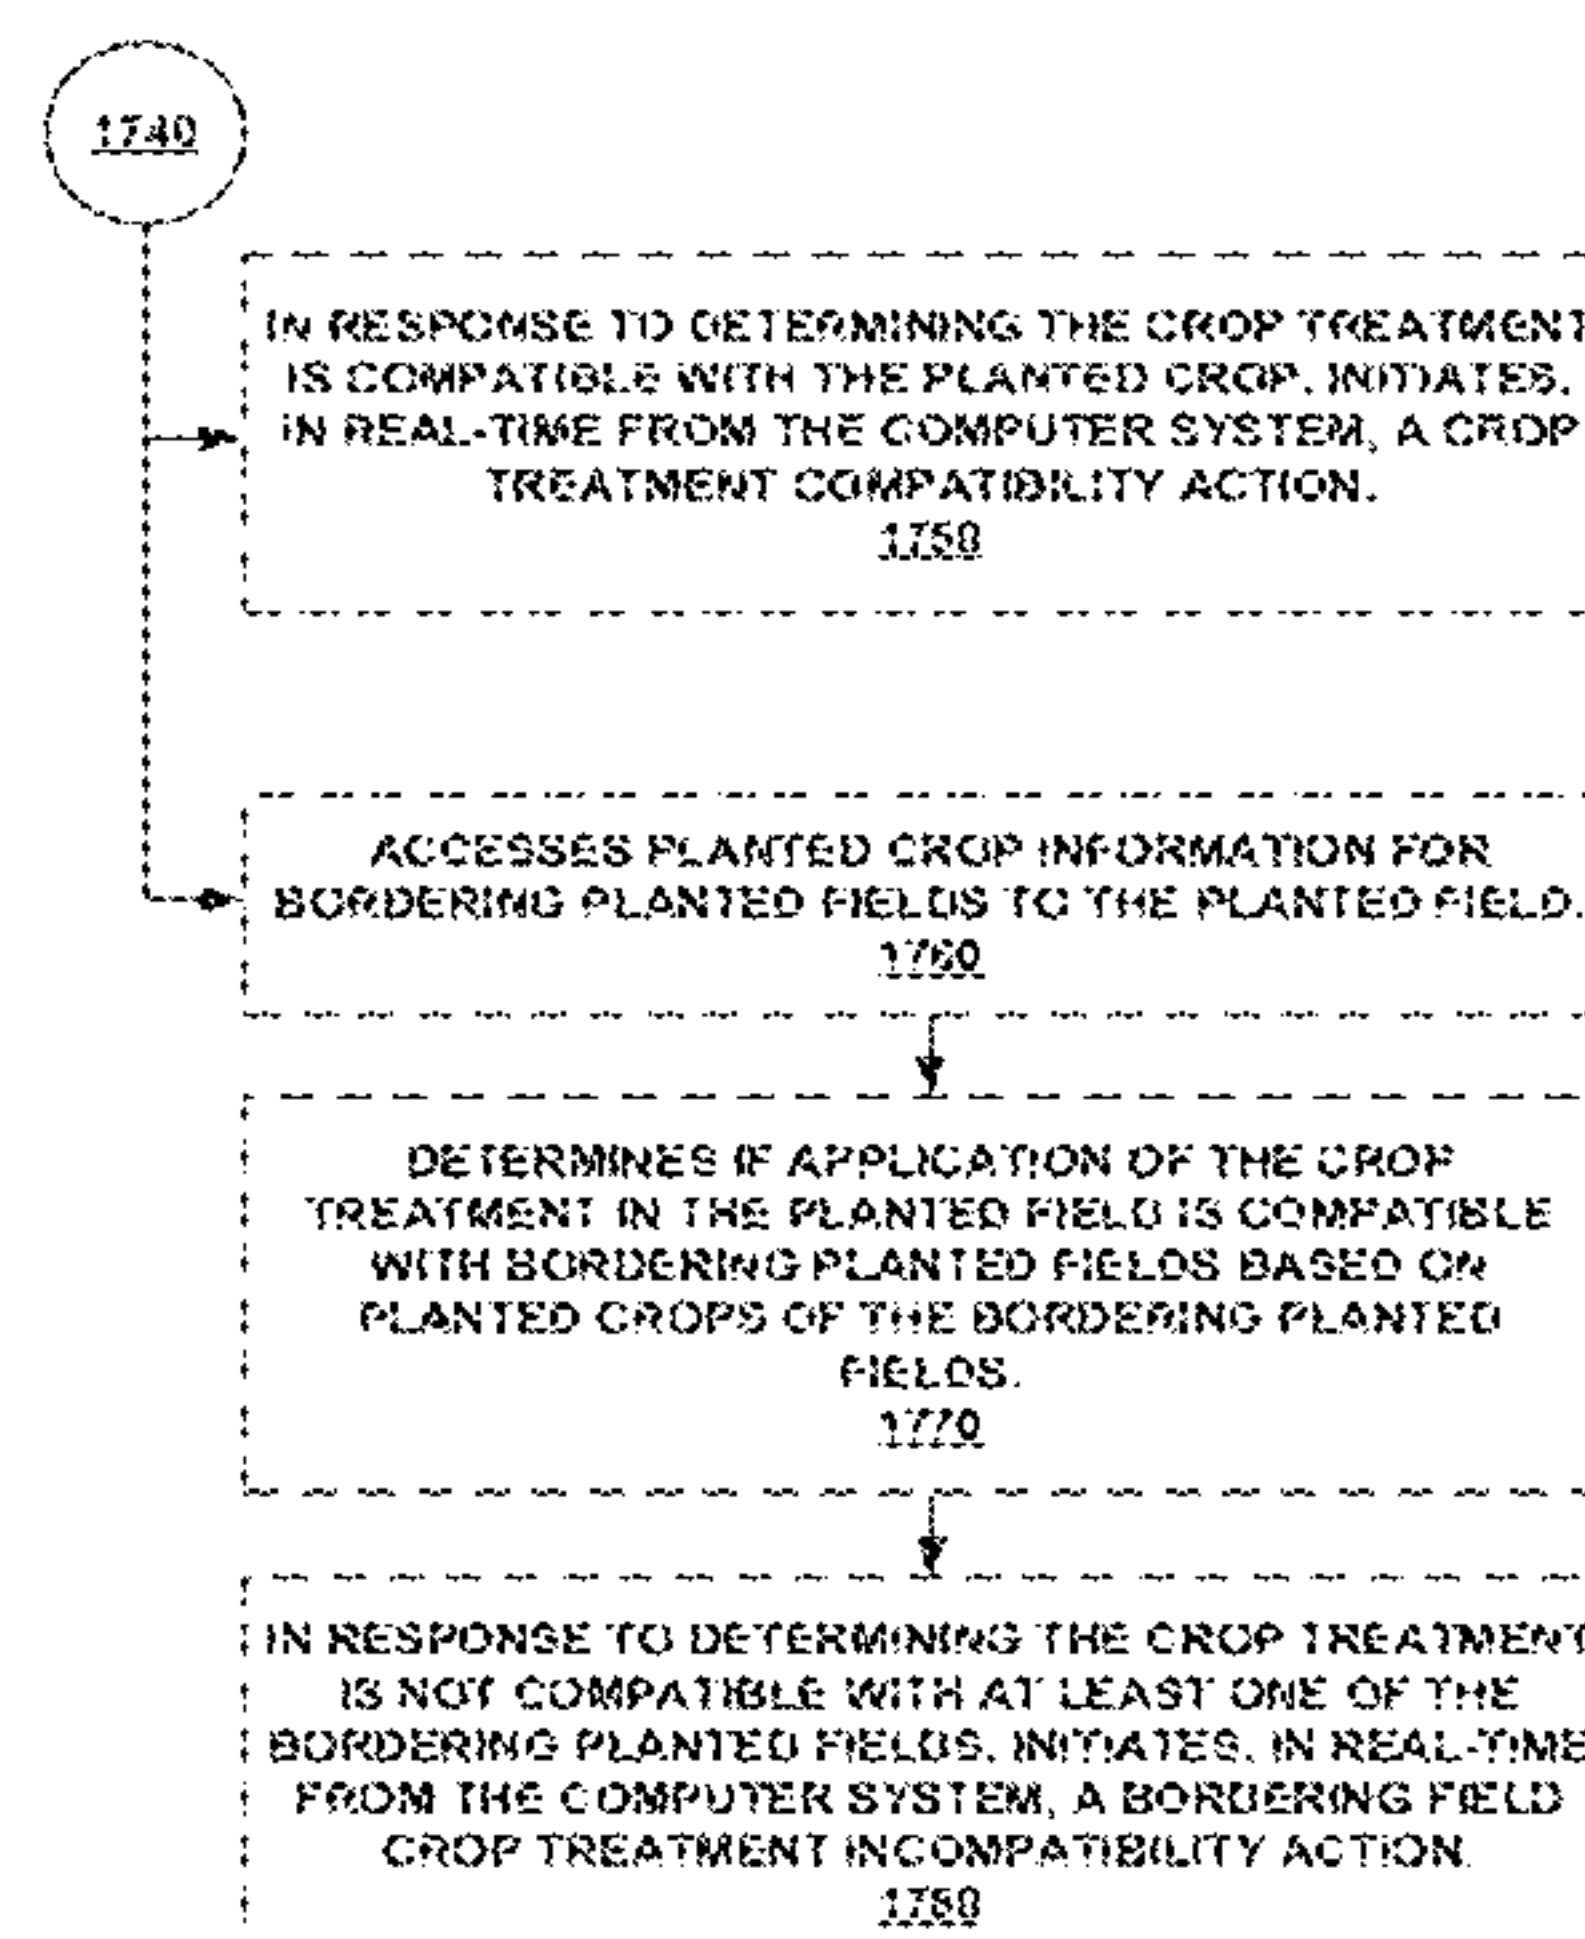 1740
IN RESPONSE TO DETERMINING THE CROP TREATMENT
IS COMPATIBLE WITH THE PLANTED CROP, INITIATES,
IN REAL-TIME FROM THE COMPUTER SYSTEM, A CROP
TREATMENT COMPATIBILITY ACTION.
1750
ACCESSES PLANTED CROP INFORMATION FOR
BORDERING PLANTED FIELDS TO THE PLANTED FIELD.
1760
DETERMINES IF APPLICATION OF THE CROP
TREATMENT IN THE PLANTED FIELD IS COMPATIBLE
WITH BORDERING PLANTED FIELDS BASED ON
PLANTED CROPS OF THE BORDERING PLANTED
FIELDS.
1770
IN RESPONSE TO DETERMINING THE CROP TREATMENT
IS NOT COMPATIBLE WITH AT LEAST ONE OF THE
BORDERING PLANTED FIELDS, INITIATES, IN REAL-TIME
FROM THE COMPUTER SYSTEM, A BORDERING FIELD
CROP TREATMENT INCOMPATIBILITY ACTION.
1780